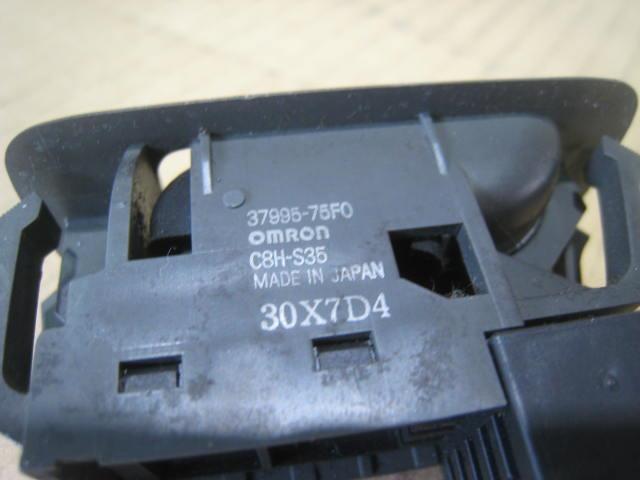 37995-75F0
OMRON
C8H-S35
MADE IN JAPAN
30X7D4